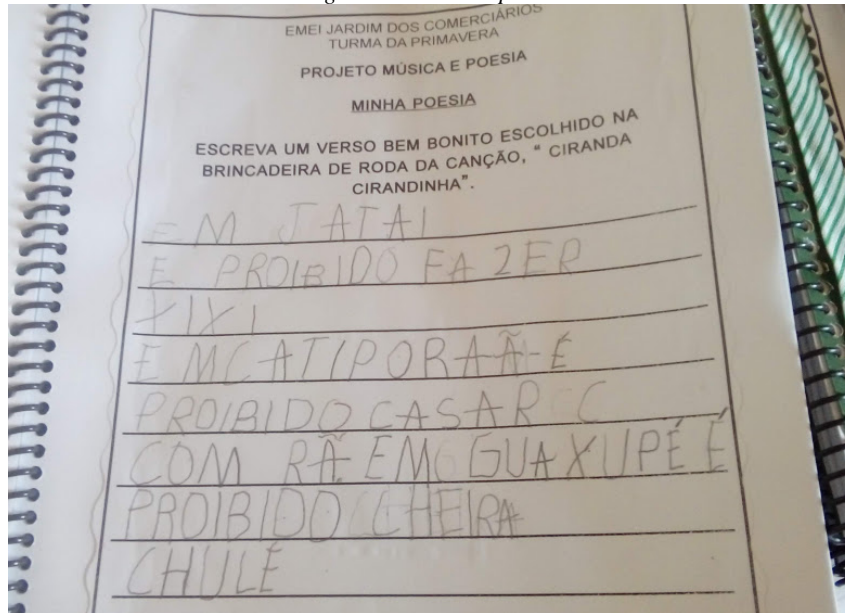 EMEI JARDIM DOS COMERCIÁRIOS
TURMA DA PRIMAVERA
PROJETO MÚSICA E POESIA
MINHA POESIA
ESCREVA UM VERSO BEM BONITO ESCOLHIDO NA
BRINCADEIRA DE RODA DA CANÇÃO, " CIRANDA
CIRANDINHA".
EM JATAI
E PROIBIDO FAZER
XIXI
EM CATIPORAÃ-É
PROIBIDO CASAR C
COM RÃ. EM GUAXUPÉ É
PROIBIDO CHEIRA
CHULÉ